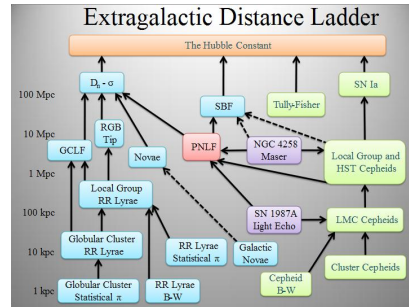 Extragalactic Distance Ladder
The Hubble Constant
100 Mpc
10 Mpc
1 Mpc
100 kpc
10 kpc
1 kpc
Dn - σ
SBF
Tully-Fisher
SN Ia
GCLF
RGB
Tip
Novae
PNLF
NGC 4258
Maser
Local Group and
HST Cepheids
Local Group
RR Lyrae
SN 1987A
Light Echo
LMC Cepheids
Globular Cluster
RR Lyrae
RR Lyrae
Statistical π
Galactic
Novae
Globular Cluster
Statistical π
RR Lyrae
B-W
Cepheid
B-W
Cluster Cepheids